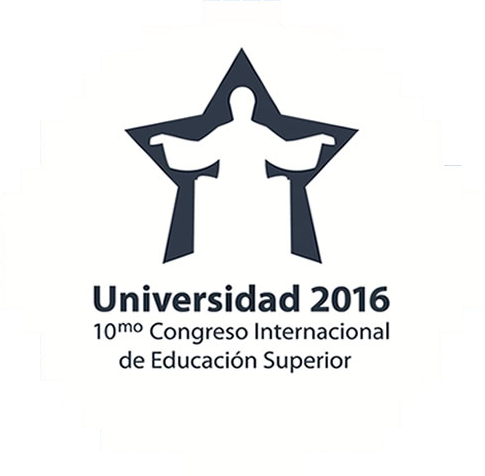 Universidad 2016
10mo Congreso Internacional
de Educación Superior